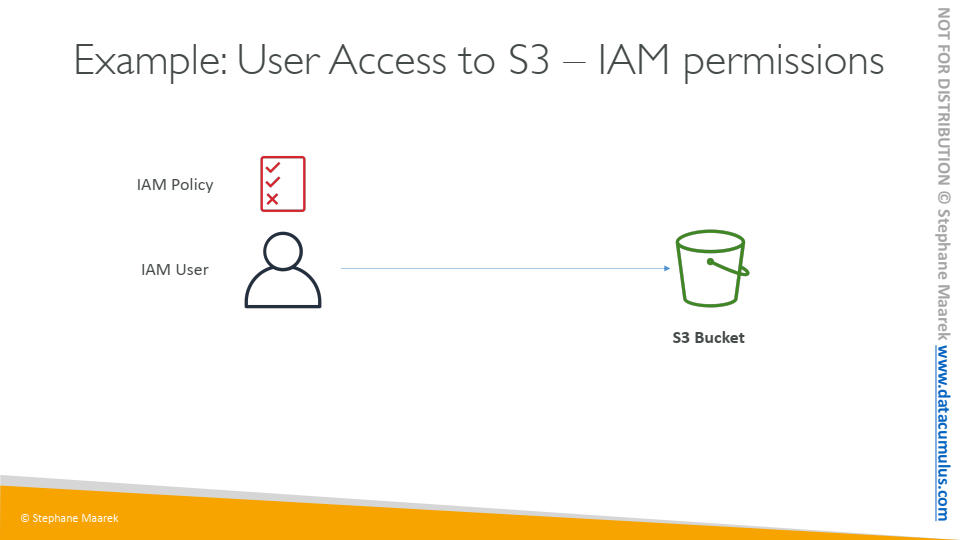 Example: User Access to S3 – IAM permissions
IAM Policy
IAM User
S3 Bucket
© Stephane Maarek
NOT FOR DISTRIBUTION © Stephane Maarek www.datacumulus.com